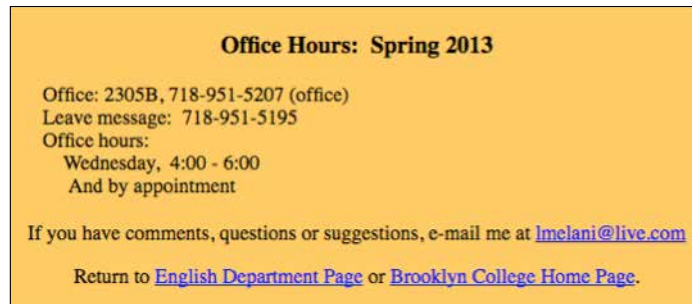 Office Hours: Spring 2013
Office: 2305B, 718-951-5207 (office)
Leave message: 718-951-5195
Office hours:
Wednesday, 4:00 - 6:00
And by appointment
If you have comments, questions or suggestions, e-mail me at lmelani@live.com
Return to English Department Page or Brooklyn College Home Page.